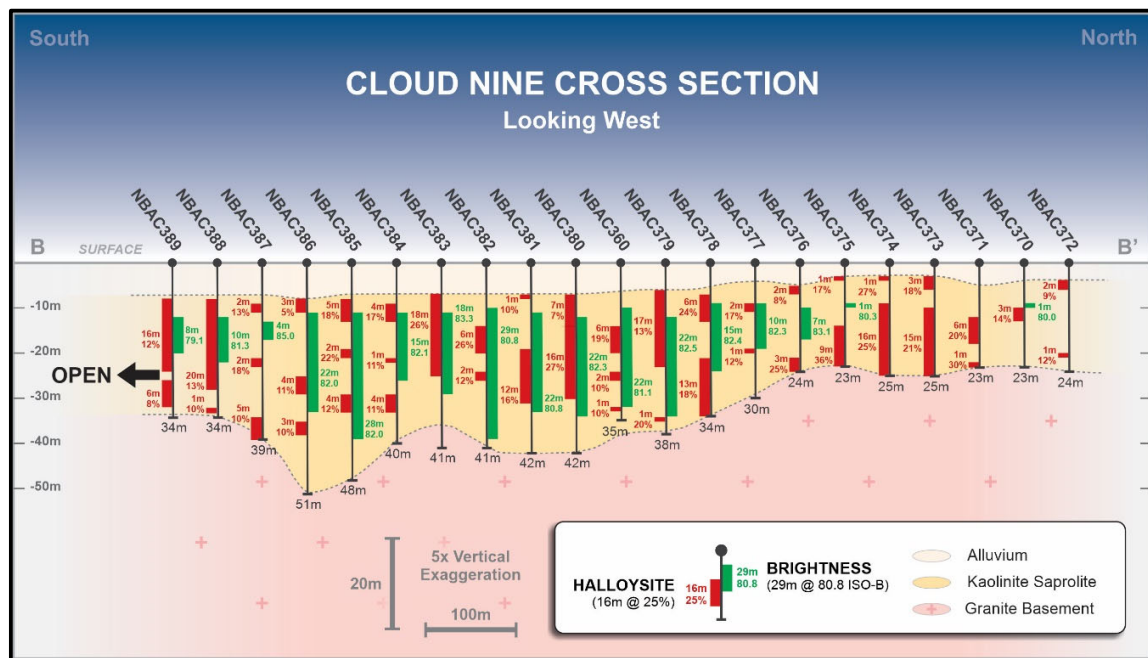 South
North
CLOUD NINE CROSS SECTION
Looking West
NBAC389
NBAC388
NBAC387
NBAC386
NBAC385
NBAC384
NBAC383
NBAC382
NBAC381
NBAC380
NBAC360
NBAC379
NBAC378
NBAC377
NBAC376
NBAC375
NBAC374
NBAC373
NBAC371
NBAC370
NBAC372
B
SURFACE
B'
-10m
-20m
-30m
-40m
-50m
OPEN
16m
12%
6m
8%
34m
8m
79.1
20m
13%
1m
10%
34m
10m
81.3
2m
13%
2m
18%
5m
10%
39m
4m
85.0
3m
5%
4m
11%
3m
10%
51m
22m
82.0
5m
18%
2m
22%
4m
12%
48m
28m
82.0
4m
17%
1m
11%
4m
11%
40m
15m
82.1
18m
26%
41m
18m
83.3
6m
26%
2m
12%
41m
29m
80.8
1m
10%
12m
16%
42m
22m
80.8
7m
7%
16m
27%
42m
22m
82.3
6m
19%
2m
10%
1m
10%
35m
22m
81.1
17m
13%
1m
20%
38m
22m
82.5
6m
24%
13m
18%
34m
15m
82.4
2m
17%
1m
12%
30m
10m
82.3
2m
8%
3m
25%
24m
7m
83.1
1m
17%
9m
36%
23m
1m
80.3
1m
27%
16m
25%
25m
3m
18%
15m
21%
25m
6m
20%
1m
30%
23m
3m
14%
23m
1m
80.0
2m
9%
1m
12%
24m
20m
5x Vertical
Exaggeration
100m
HALLOYSITE
(16m @ 25%)
16m
25%
29m
80.8
BRIGHTNESS
(29m @ 80.8 ISO-B)
Alluvium
Kaolinite Saprolite
Granite Basement